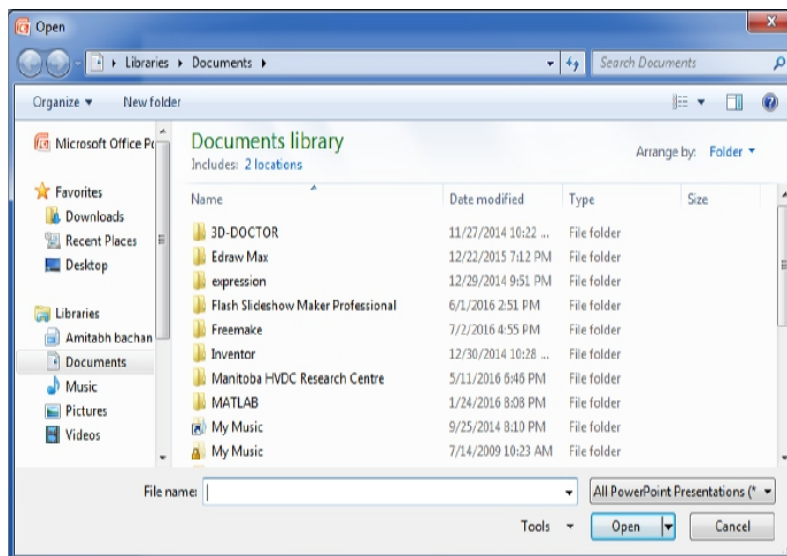 Open
Libraries Documents Search Documents
Organize New folder
Microsoft Office Po
Favorites
Downloads
Recent Places
Desktop
Libraries
Amitabh bachan
Documents
Music
Pictures
Videos
Documents library
Includes: 2 locations
Arrange by: Folder
Name Date modified Type Size
3D-DOCTOR 11/27/2014 10:22 ... File folder
Edraw Max 12/22/2015 7:12 PM File folder
expression 12/29/2014 9:51 PM File folder
Flash Slideshow Maker Professional 6/1/2016 2:51 PM File folder
Freemake 7/2/2016 4:55 PM File folder
Inventor 12/30/2014 10:28 ... File folder
Manitoba HVDC Research Centre 5/11/2016 6:46 PM File folder
MATLAB 1/24/2016 8:08 PM File folder
My Music 9/25/2014 8:10 PM File folder
My Music 7/14/2009 10:23 AM File folder
File name: All PowerPoint Presentations (*
Tools Open Cancel